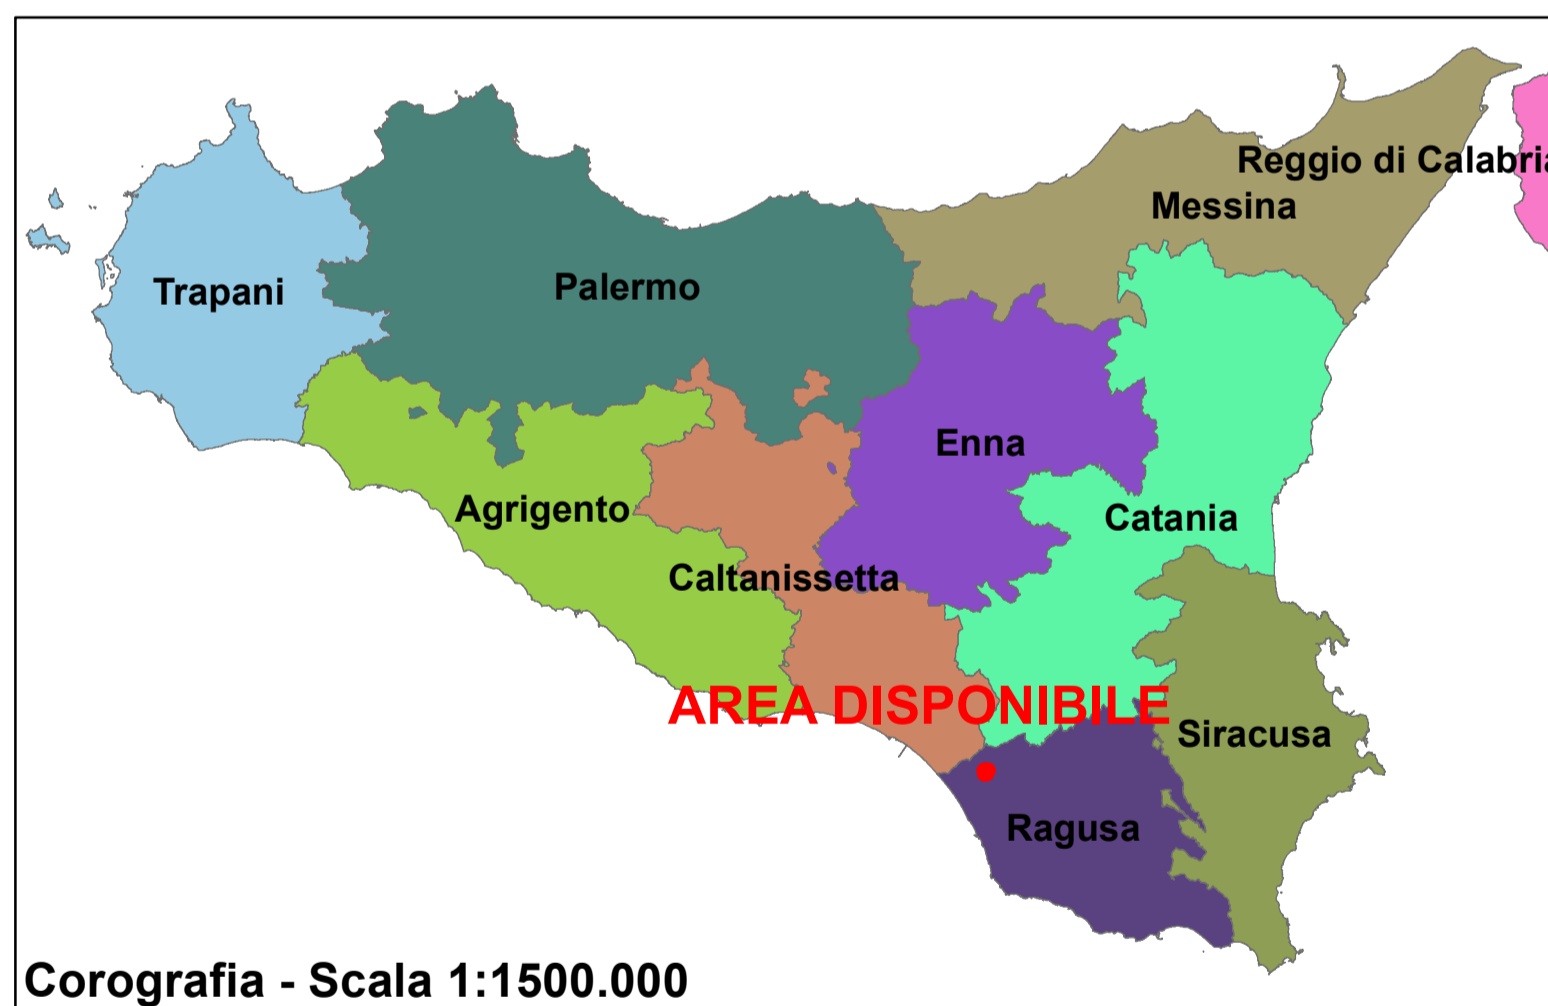 Reggio di Calabria
Messina
Trapani
Palermo
Enna
Agrigento
Catania
Caltanissetta
AREA DISPONIBILE
Siracusa
Ragusa
Corografia - Scala 1:1500.000